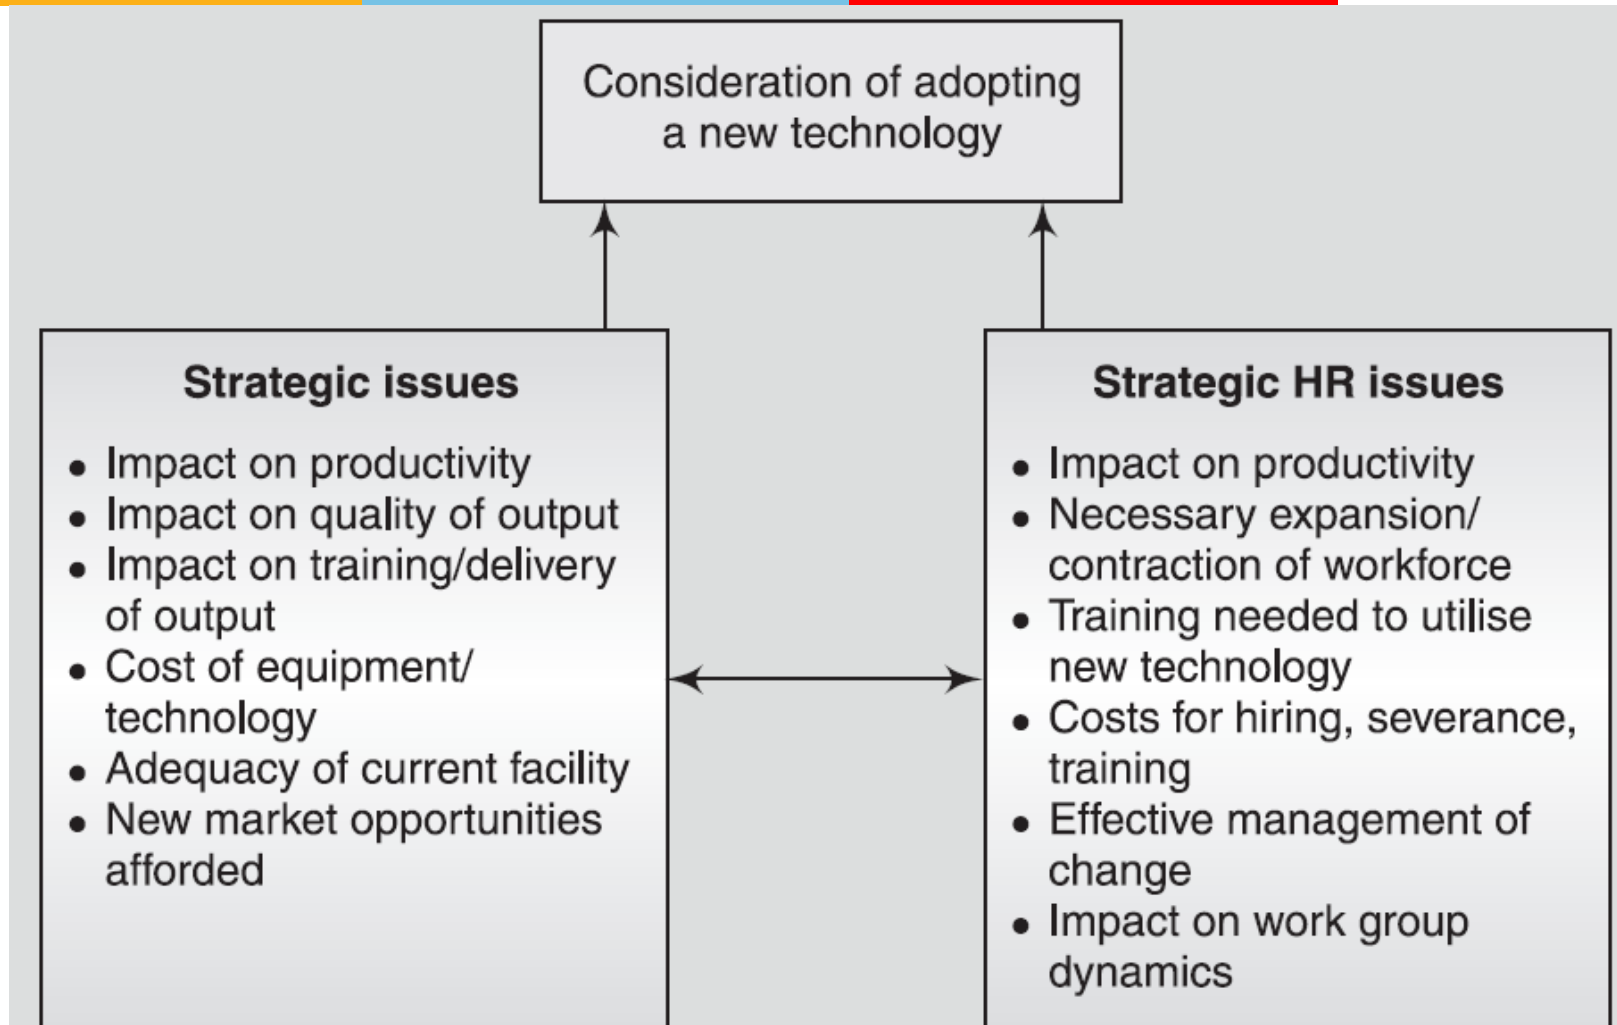 Consideration of adopting
a new technology
Strategic issues
• Impact on productivity
• Impact on quality of output
• Impact on training/delivery
of output
• Cost of equipment/
technology
• Adequacy of current facility
• New market opportunities
afforded
Strategic HR issues
• Impact on productivity
• Necessary expansion/
contraction of workforce
• Training needed to utilise
new technology
• Costs for hiring, severance,
training
• Effective management of
change
• Impact on work group
dynamics